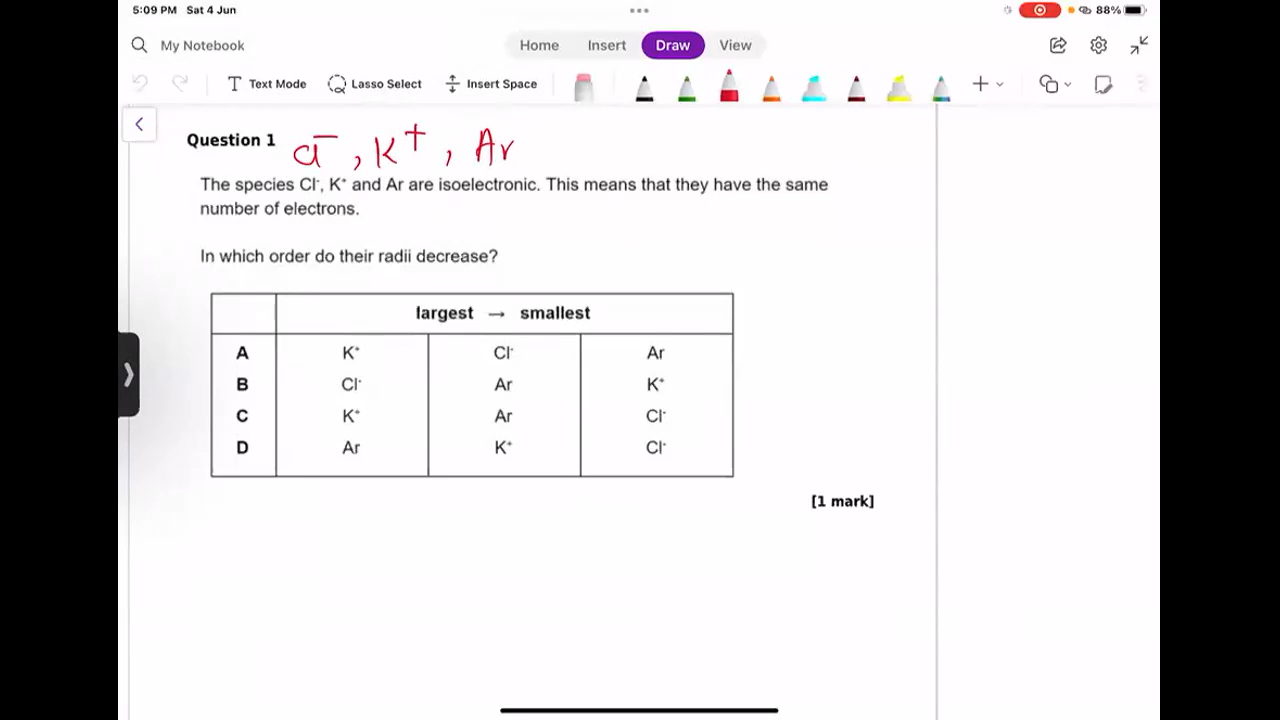 5:09 PM Sat 4 Jun
88%
My Notebook
Home Insert Draw View
Text Mode Lasso Select Insert Space
Question 1 Cl⁻, K⁺, Ar
The species Cl⁻, K⁺ and Ar are isoelectronic. This means that they have the same
number of electrons.
In which order do their radii decrease?
largest → smallest
A K⁺ Cl⁻ Ar
B Cl⁻ Ar K⁺
C K⁺ Ar Cl⁻
D Ar K⁺ Cl⁻
[1 mark]